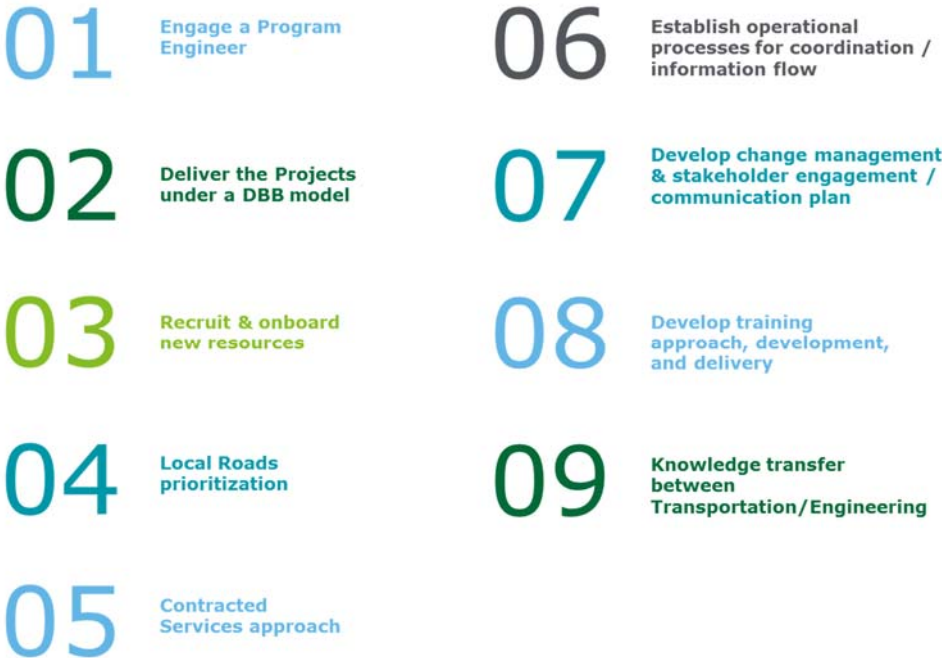 01
Engage a Program
Engineer
02
Deliver the Projects
under a DBB model
03
Recruit & onboard
new resources
04
Local Roads
prioritization
05
Contracted
Services approach
06
Establish operational
processes for coordination /
information flow
07
Develop change management
& stakeholder engagement /
communication plan
08
Develop training
approach, development,
and delivery
09
Knowledge transfer
between
Transportation/Engineering